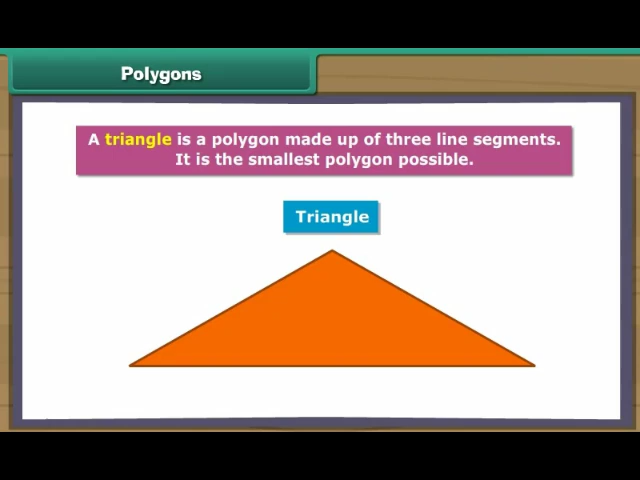 Polygons
A triangle is a polygon made up of three line segments.
It is the smallest polygon possible.
Triangle